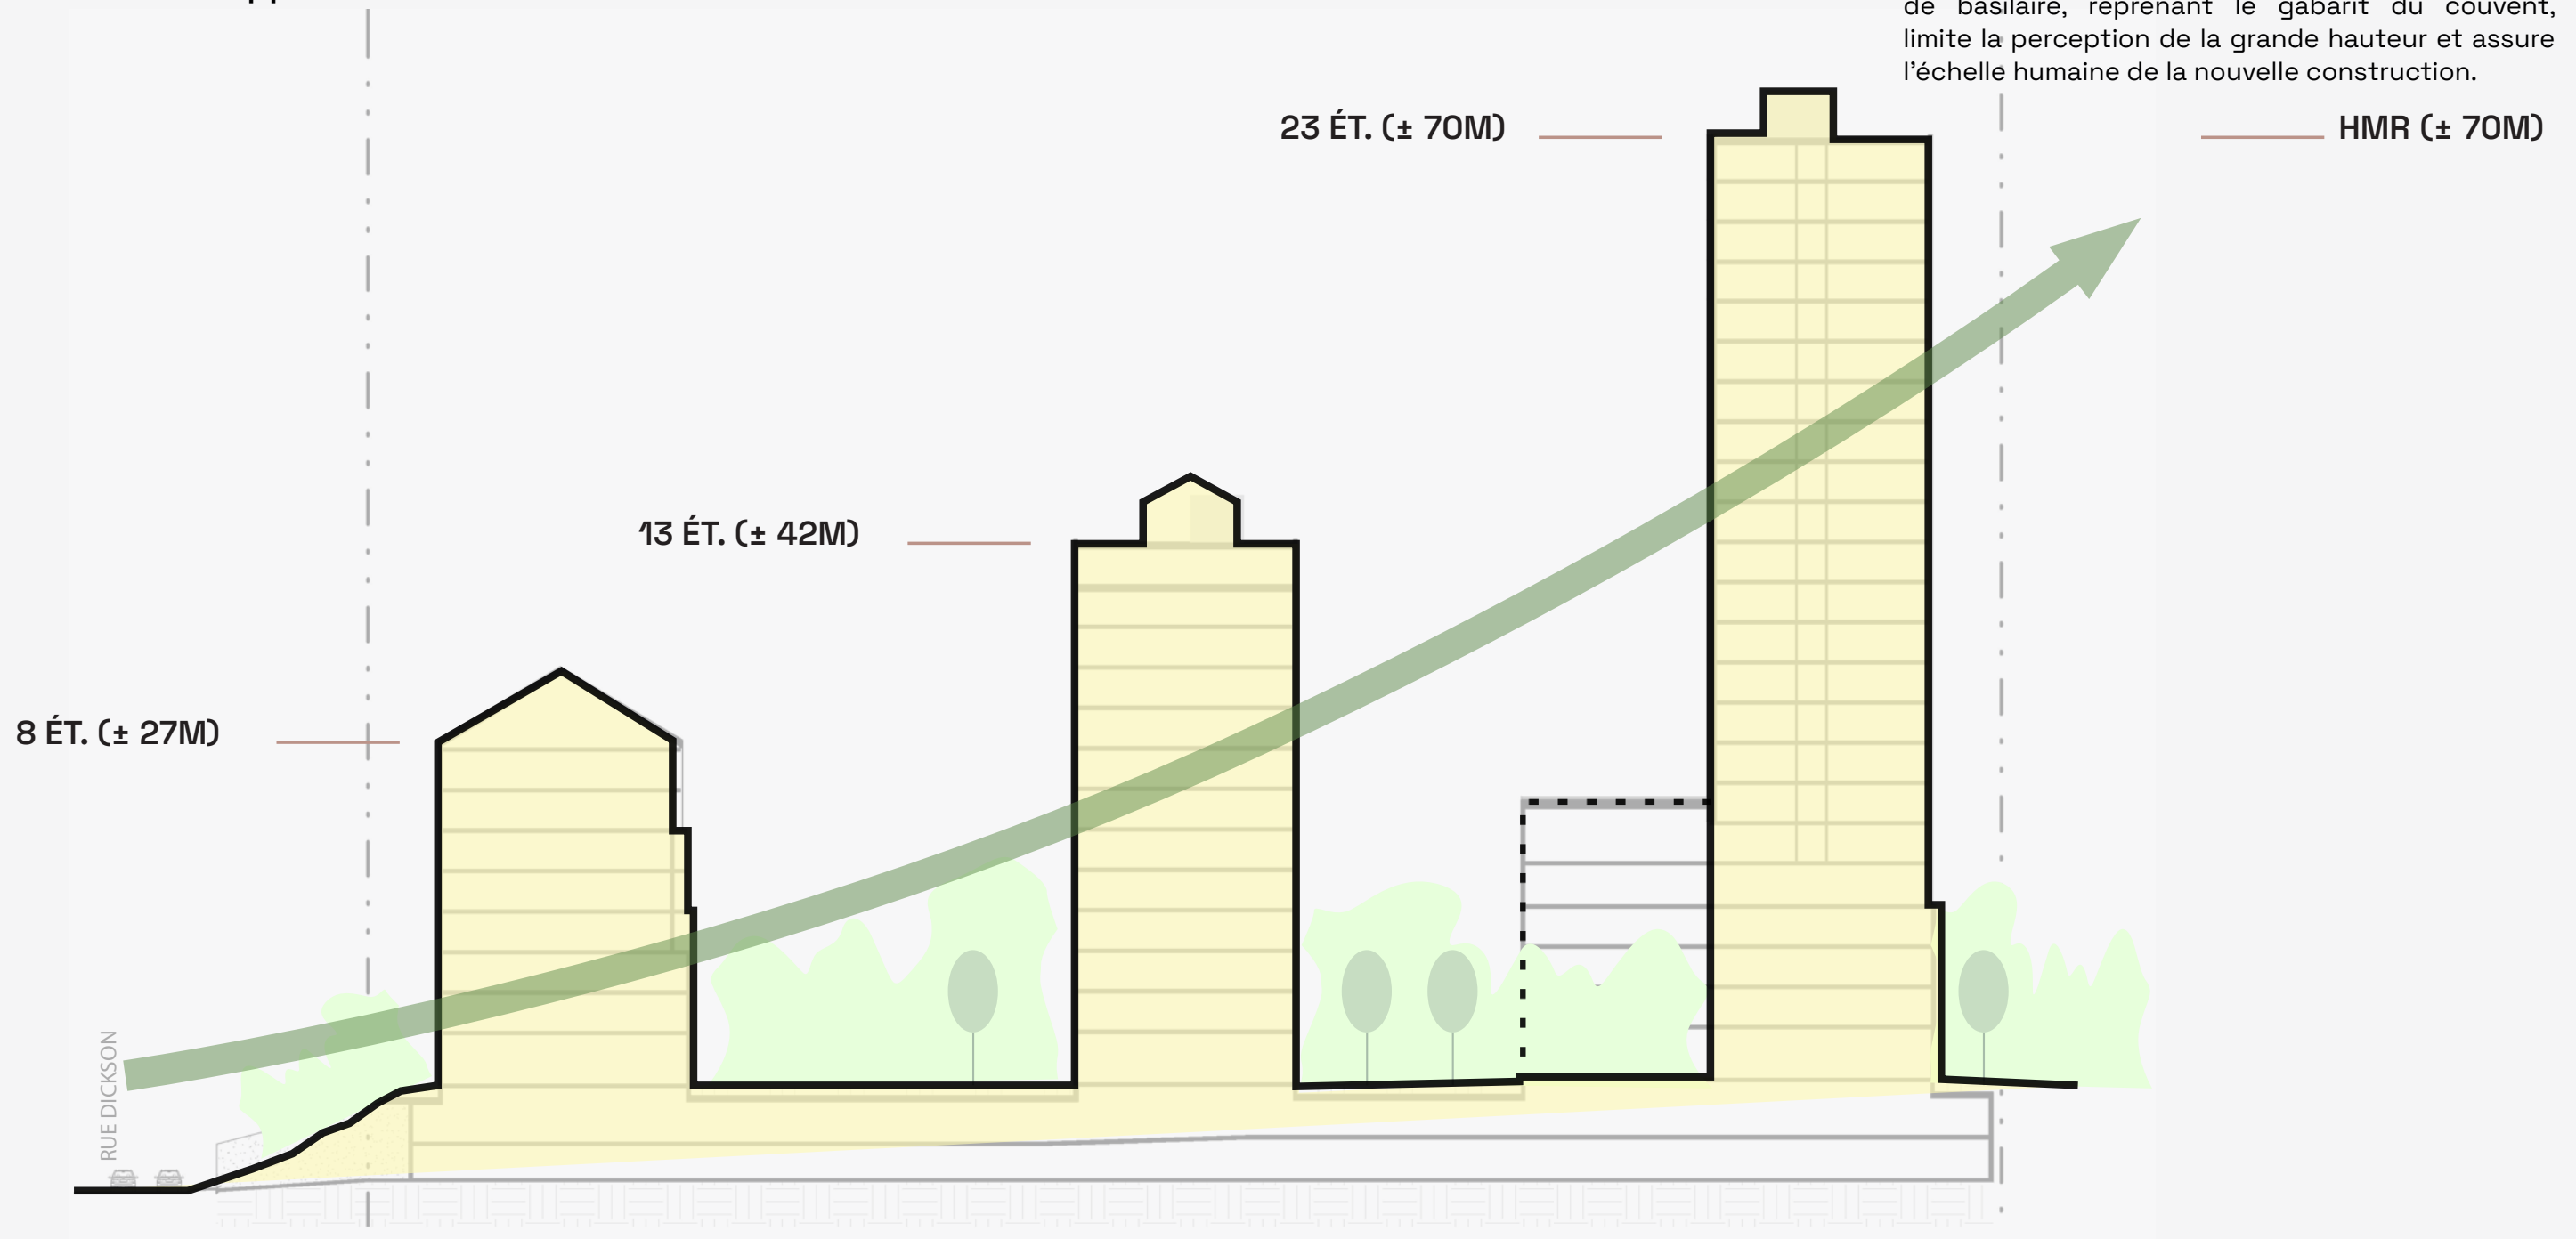 de basilaire, reprenant le gabarit du couvent,
limite la perception de la grande hauteur et assure
l'échelle humaine de la nouvelle construction.
23 ÉT. (± 70M)
HMR (± 70M)
13 ÉT. (± 42M)
8 ÉT. (± 27M)
RUE DICKSON